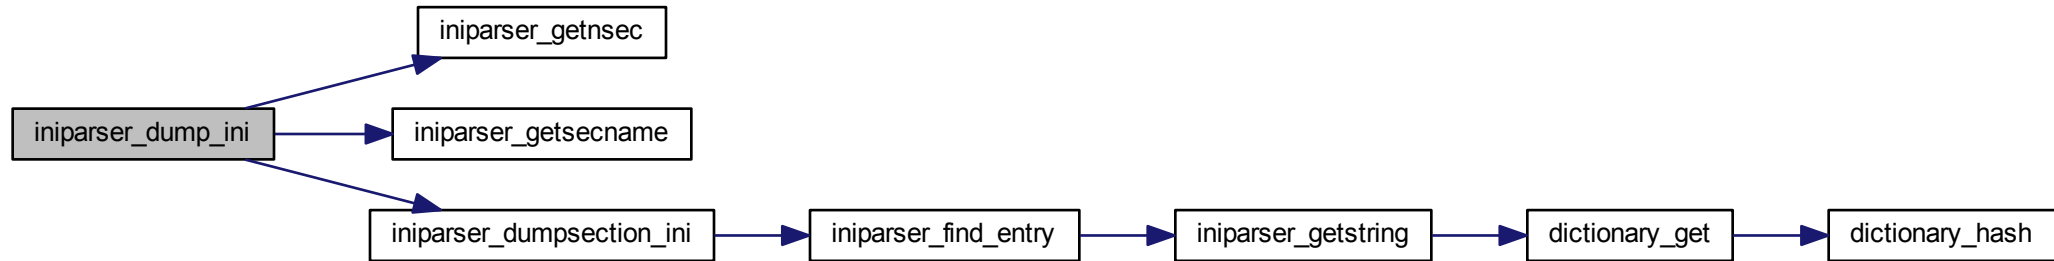 iniparser_getnsec
iniparser_dump_ini
iniparser_getsecname
iniparser_dumpsection_ini
iniparser_find_entry
iniparser_getstring
dictionary_get
dictionary_hash